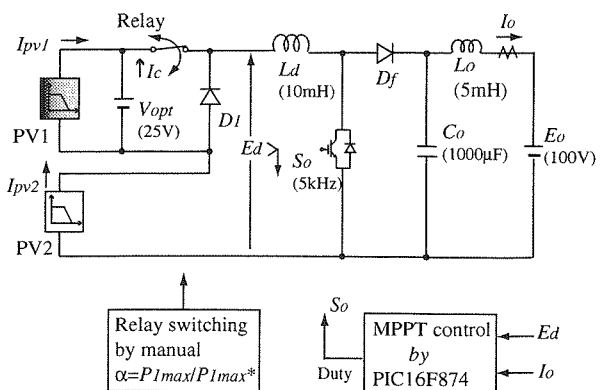 Relay
Ipv1
Ic
Vopt
(25V)
D1
PV1
Ipv2
PV2
Ed
Ld
(10mH)
So
(5kHz)
Df
Lo
(5mH)
Io
Co
(1000µF)
Eo
(100V)
Relay switching
by manual
α=P1max/P1max*
So
Duty
MPPT control
by
PIC16F874
Ed
Io